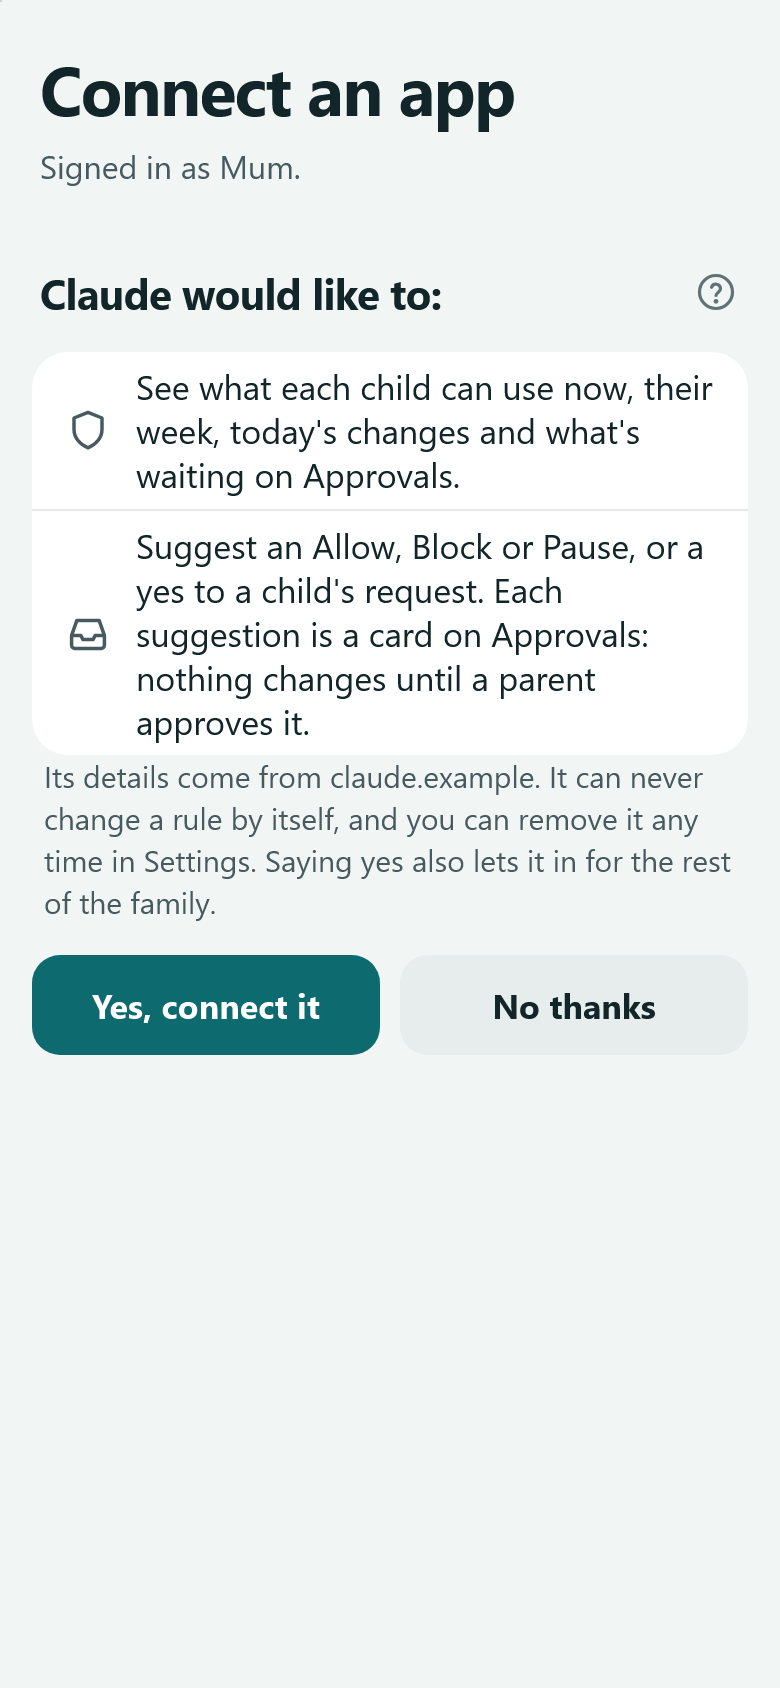 Connect an app
Signed in as Mum.
Claude would like to:
See what each child can use now, their
week, today's changes and what's
waiting on Approvals.
Suggest an Allow, Block or Pause, or a
yes to a child's request. Each
suggestion is a card on Approvals:
nothing changes until a parent
approves it.
Its details come from claude.example. It can never
change a rule by itself, and you can remove it any
time in Settings. Saying yes also lets it in for the rest
of the family.
Yes, connect it
No thanks